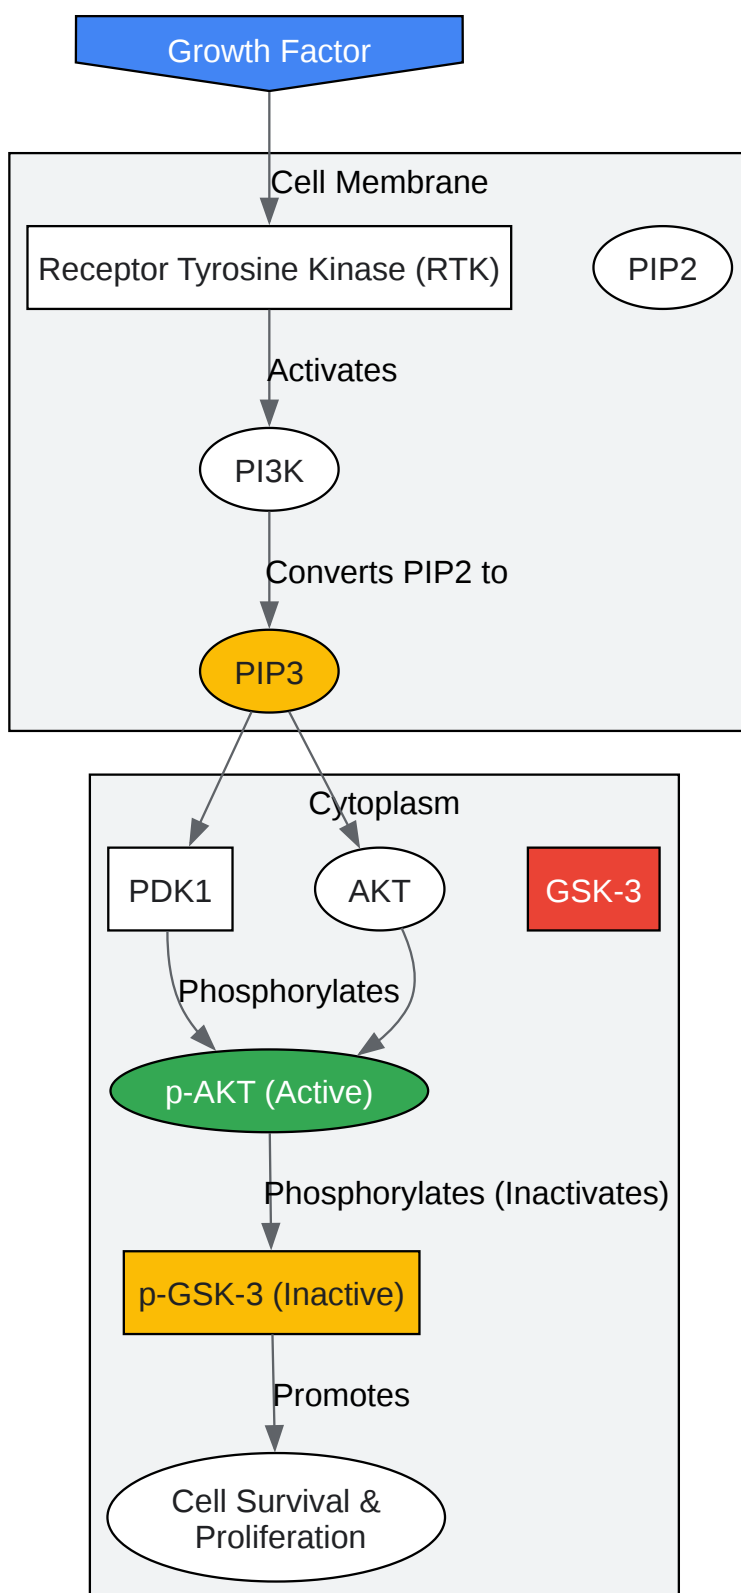 Growth Factor
Cell Membrane
Receptor Tyrosine Kinase (RTK)
PIP2
Activates
PI3K
Converts PIP2 to
PIP3
Cytoplasm
PDK1
AKT
GSK-3
Phosphorylates
p-AKT (Active)
Phosphorylates (Inactivates)
p-GSK-3 (Inactive)
Promotes
Cell Survival &
Proliferation